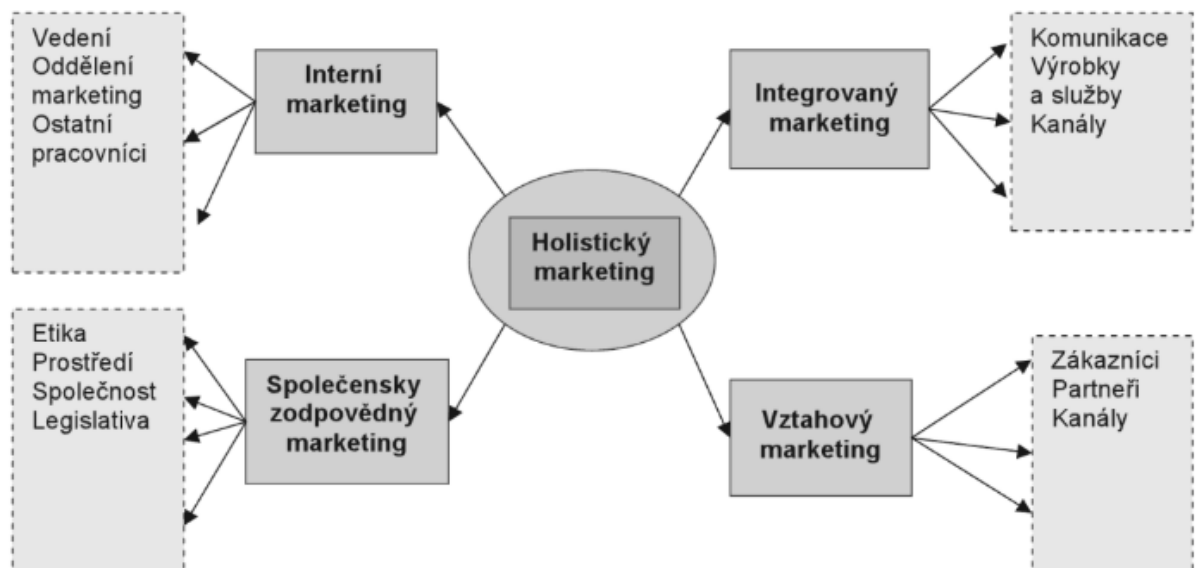 Vedení
Oddělení
marketing
Ostatní
pracovníci
Interní
marketing
Integrovaný
marketing
Komunikace
Výrobky
a služby
Kanály
Holistický
marketing
Etika
Prostředí
Společnost
Legislativa
Společensky
zodpovědný
marketing
Vztahový
marketing
Zákazníci
Partneři
Kanály